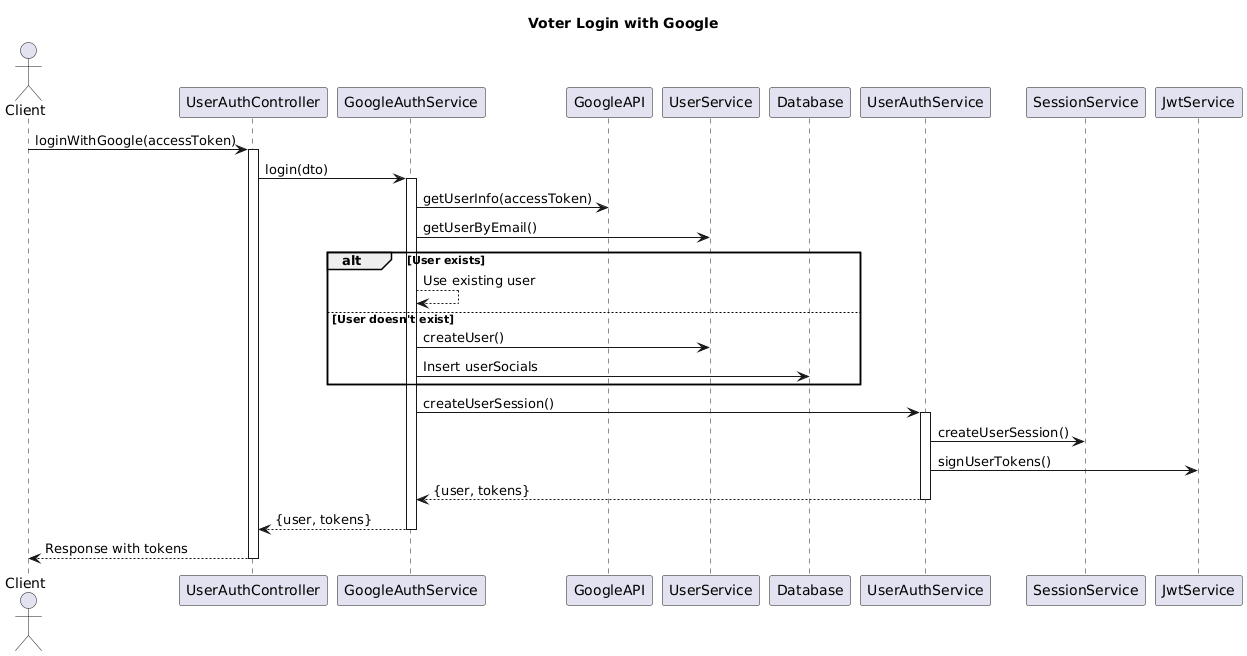 Voter Login with Google
Client
UserAuthController
GoogleAuthService
GoogleAPI
UserService
Database
UserAuthService
SessionService
JwtService
loginWithGoogle(accessToken)
login(dto)
getUserInfo(accessToken)
getUserByEmail()
alt
[User exists]
Use existing user
[User doesn't exist]
createUser()
Insert userSocials
createUserSession()
createUserSession()
signUserTokens()
{user, tokens}
{user, tokens}
Response with tokens
Client
UserAuthController
GoogleAuthService
GoogleAPI
UserService
Database
UserAuthService
SessionService
JwtService